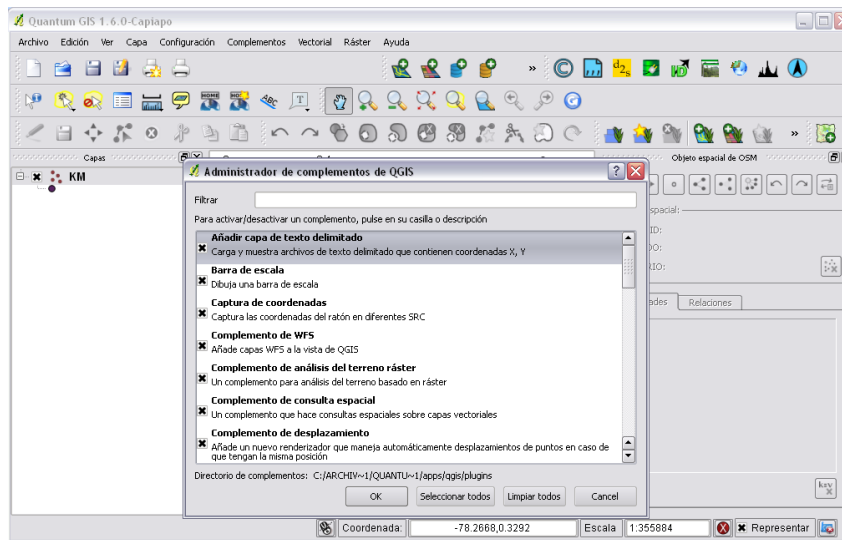 Quantum GIS 1.6.0-Capiapo
Archivo Edición Ver Capa Configuración Complementos Vectorial Ráster Ayuda
Capas
Objeto espacial de OSM
KM
Administrador de complementos de QGIS
Filtrar
Para activar/desactivar un complemento, pulse en su casilla o descripción
Añadir capa de texto delimitado
Carga y muestra archivos de texto delimitado que contienen coordenadas X, Y
Barra de escala
Dibuja una barra de escala
Captura de coordenadas
Captura las coordenadas del ratón en diferentes SRC
Complemento de WFS
Añade capas WFS a la vista de QGIS
Complemento de análisis del terreno ráster
Un complemento para análisis del terreno basado en ráster
Complemento de consulta espacial
Un complemento que hace consultas espaciales sobre capas vectoriales
Complemento de desplazamiento
Añade un nuevo renderizador que maneja automáticamente desplazamientos de puntos en caso de
que tengan la misma posición
Directorio de complementos: C:/ARCHIV~1/QUANTU~1/apps/qgis/plugins
OK Seleccionar todos Limpiar todos Cancel
spacial:
ID:
DO:
RIO:
ades Relaciones
Coordenada: -78.2668,0.3292 Escala 1:355884 Representar